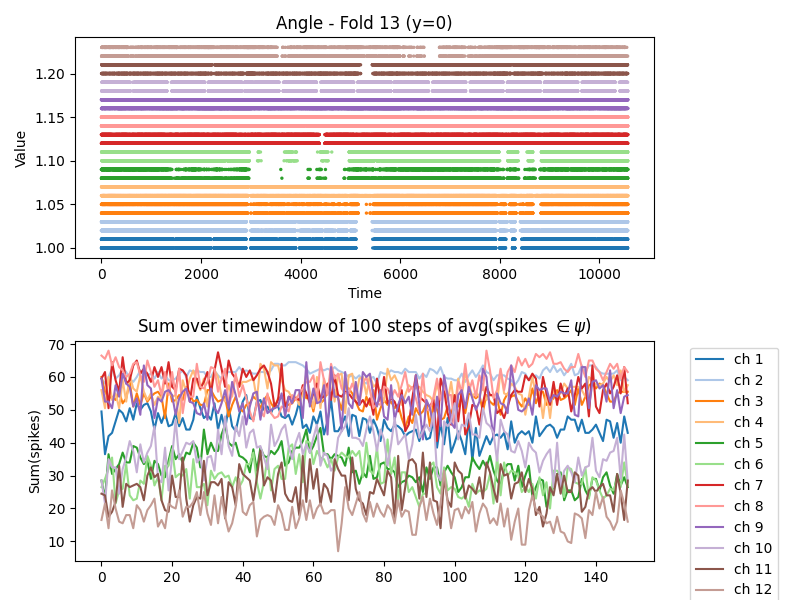 Angle - Fold 13 (y=0)
Value
1.20
1.15
1.10
1.05
1.00
0 2000 4000 6000 8000 10000
Time
Sum over timewindow of 100 steps of avg(spikes ∈ ψ)
Sum(spikes)
70
60
50
40
30
20
10
0 20 40 60 80 100 120 140
ch 1
ch 2
ch 3
ch 4
ch 5
ch 6
ch 7
ch 8
ch 9
ch 10
ch 11
ch 12